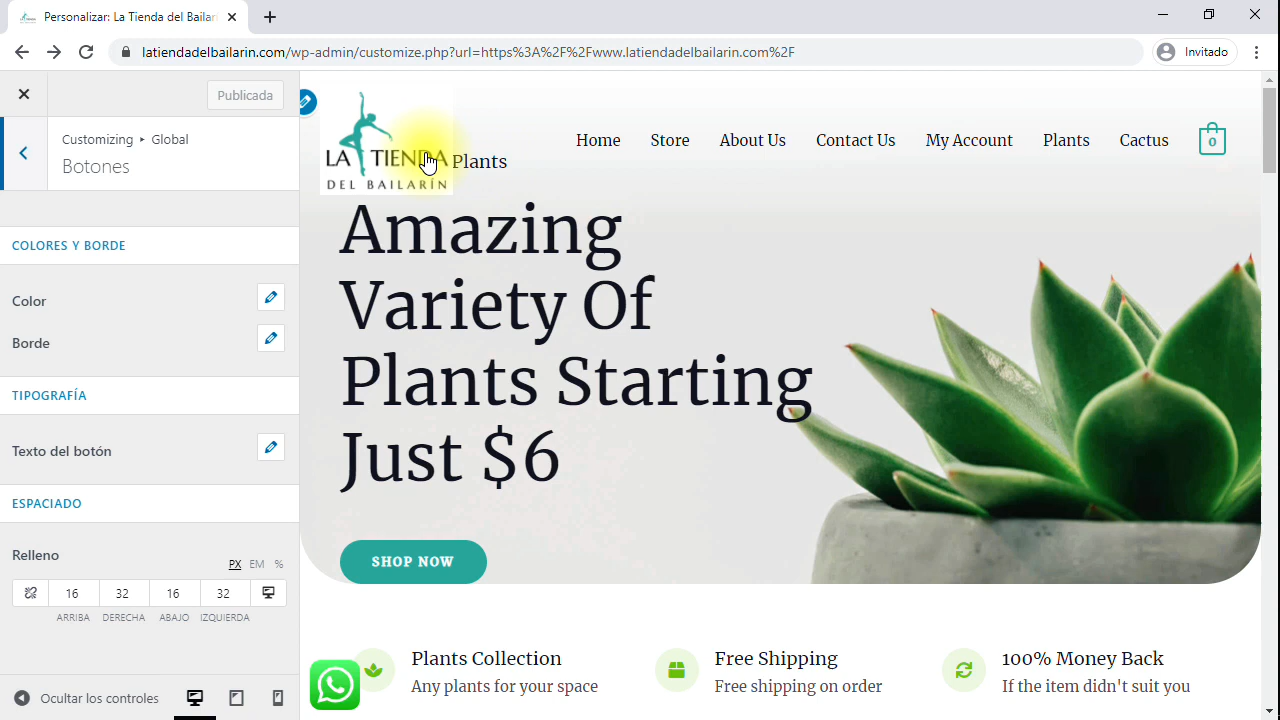 Personalizar: La Tienda del Bailarí
latiendadelbailarin.com/wp-admin/customize.php?url=https%3A%2F%2Fwww.latiendadelbailarin.com%2F
Invitado
Publicada
Customizing ▸ Global
Botones
COLORES Y BORDE
Color
Borde
TIPOGRAFÍA
Texto del botón
ESPACIADO
Relleno
PX EM %
16 32 16 32
ARRIBA DERECHA ABAJO IZQUIERDA
Ocultar los controles
LA TIENDA
DEL BAILARÍN
Plants
Home Store About Us Contact Us My Account Plants Cactus 0
Amazing
Variety Of
Plants Starting
Just $6
SHOP NOW
Plants Collection
Any plants for your space
Free Shipping
Free shipping on order
100% Money Back
If the item didn't suit you